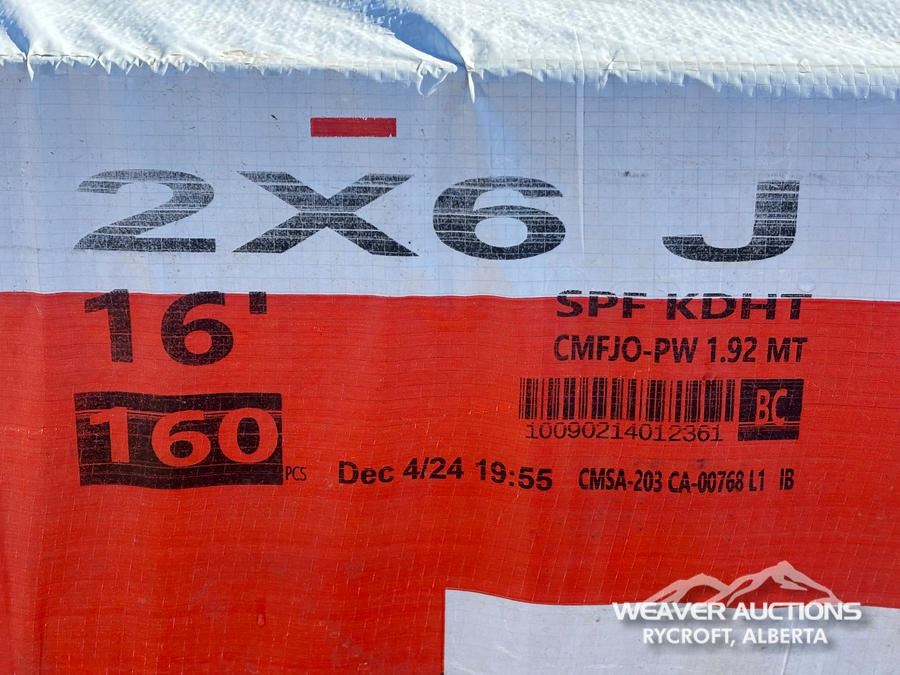 2X6 J
16'
SPF KDHT
CMFJO-PW 1.92 MT
10090214012361
BC
160 PCS
Dec 4/24 19:55
CMSA-203 CA-00768 L1 IB
WEAVER AUCTIONS
RYCROFT, ALBERTA